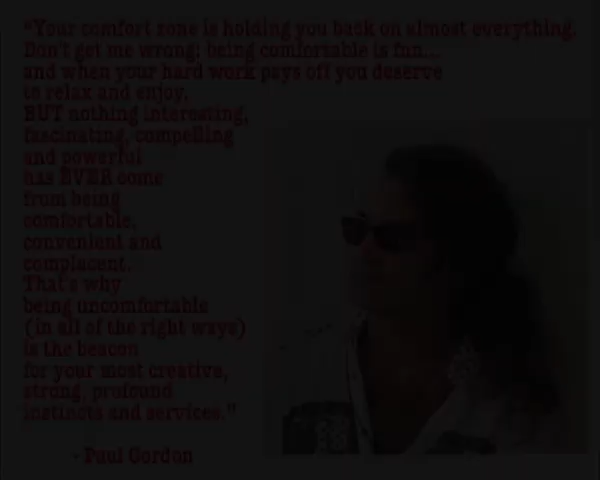 "Your comfort zone is holding you back on almost everything.
Don't get me wrong; being comfortable is fun...
and when your hard work pays off you deserve
to relax and enjoy.
BUT nothing interesting,
fascinating, compelling
and powerful
has EVER come
from being
comfortable,
convenient and
complacent.
That's why
being uncomfortable
(in all of the right ways)
is the beacon
for your most creative,
strong, profound
instincts and services."
- Paul Gordon